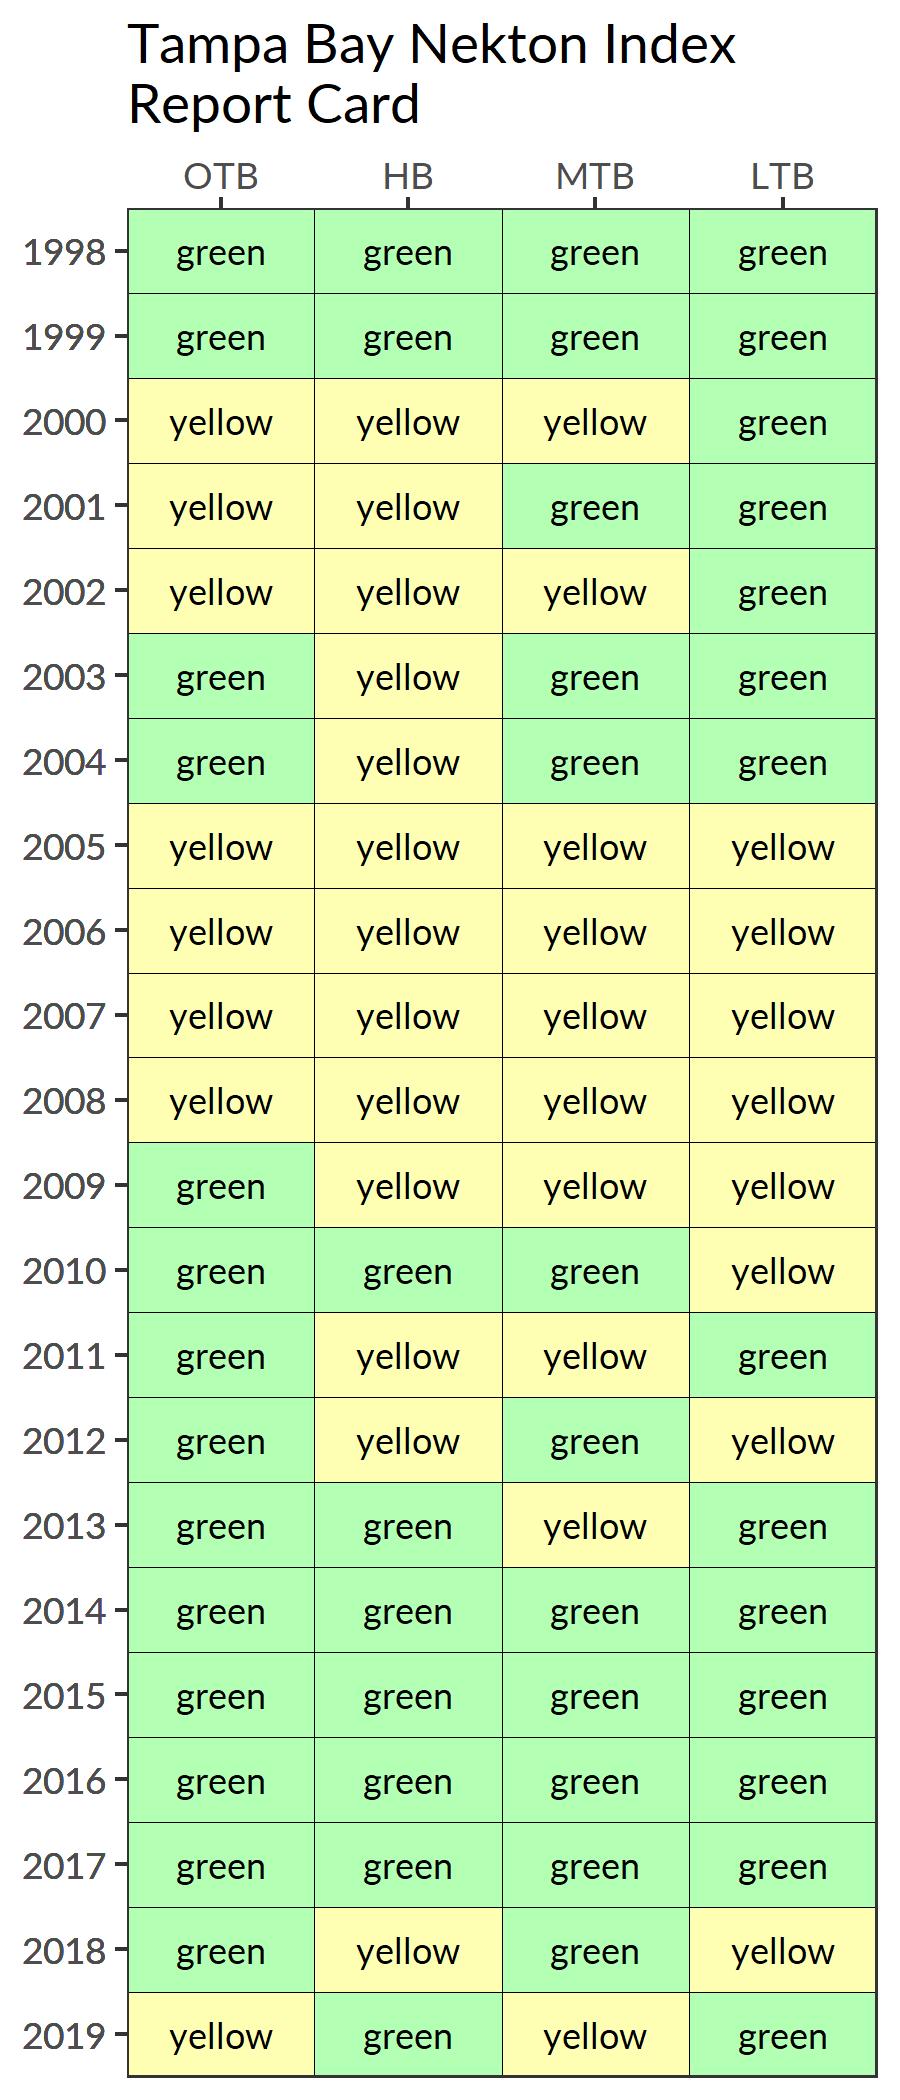 Tampa Bay Nekton Index
Report Card
OTB HB MTB LTB
1998 green green green green
1999 green green green green
2000 yellow yellow yellow green
2001 yellow yellow green green
2002 yellow yellow yellow green
2003 green yellow green green
2004 green yellow green green
2005 yellow yellow yellow yellow
2006 yellow yellow yellow yellow
2007 yellow yellow yellow yellow
2008 yellow yellow yellow yellow
2009 green yellow yellow yellow
2010 green green green yellow
2011 green yellow yellow green
2012 green yellow green yellow
2013 green green yellow green
2014 green green green green
2015 green green green green
2016 green green green green
2017 green green green green
2018 green yellow green yellow
2019 yellow green yellow green